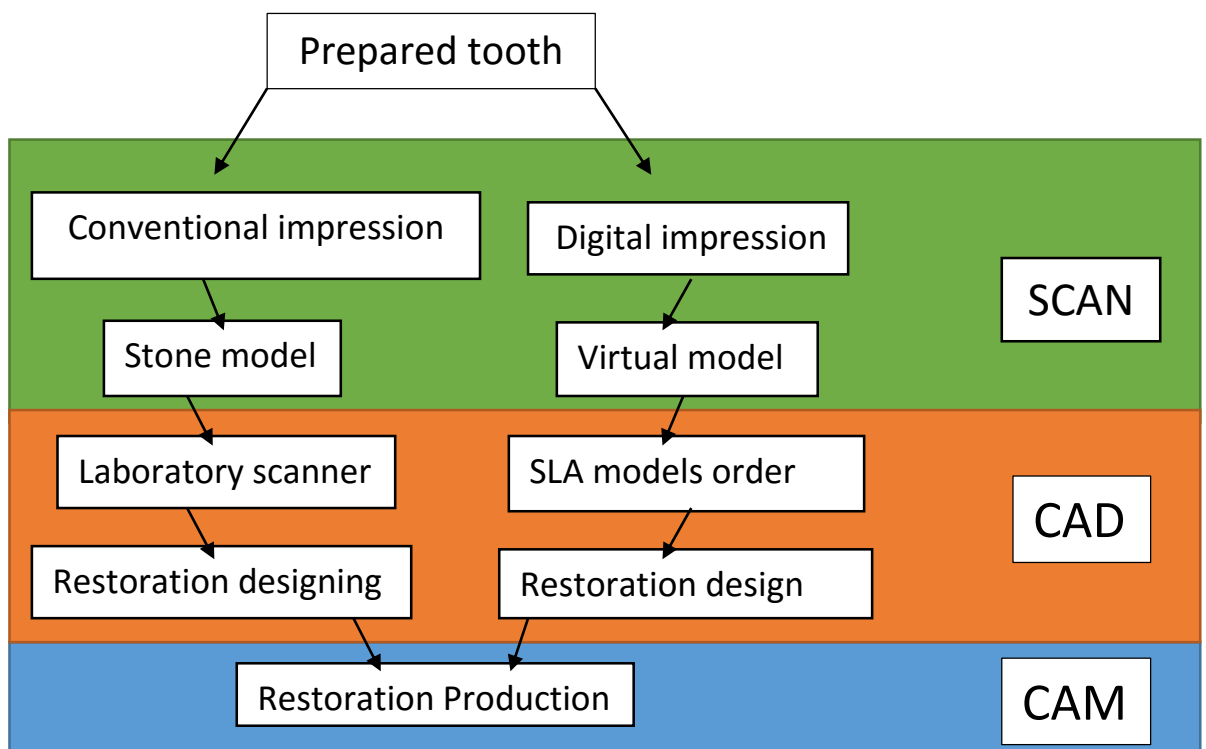 Prepared tooth
Conventional impression
Digital impression
SCAN
Stone model
Virtual model
Laboratory scanner
SLA models order
CAD
Restoration designing
Restoration design
Restoration Production
CAM